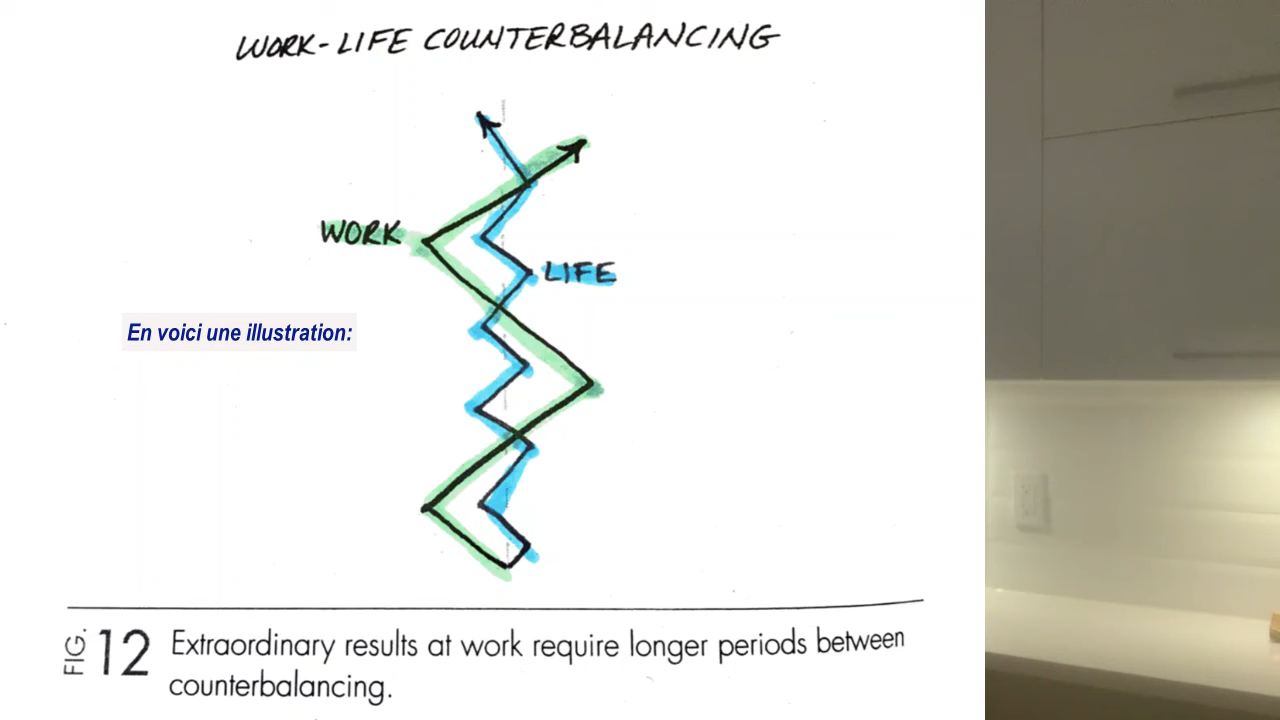 WORK-LIFE COUNTERBALANCING
WORK
LIFE
En voici une illustration:
FIG. 12 Extraordinary results at work require longer periods between
counterbalancing.